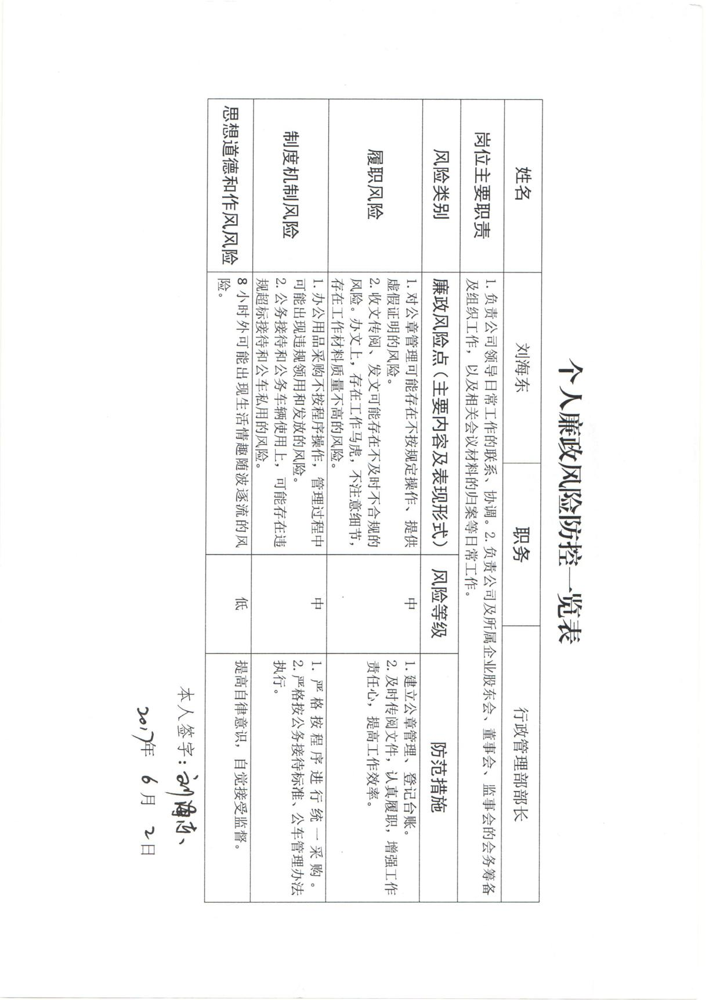 个人廉政风险防控一览表
姓名
刘海东
职务
行政管理部部长
岗位主要职责
1.负责公司领导日常工作的联系、协调。2.负责公司及所属企业股东会、董事会、监事会的会务筹备
及组织工作，以及相关会议材料的归案等日常工作。
风险类别
廉政风险点（主要内容及表现形式）
风险等级
防范措施
履职风险
1.对公章管理可能存在不按规定操作、提供
虚假证明的风险。
2.收文传阅、发文可能存在不及时不合规的
风险。办文上，存在工作马虎，不注意细节，
存在工作材料质量不高的风险。
中
1.建立公章管理、登记台账。
2.及时传阅文件，认真履职，增强工作
责任心，提高工作效率。
制度机制风险
1.办公用品采购不按程序操作，管理过程中
可能出现违规领用和发放的风险。
2.公务接待和公务车辆使用上，可能存在违
规超标接待和公车私用的风险。
中
1.严格按程序进行统一采购。
2.严格按公务接待标准、公车管理办法
执行。
思想道德和作风风险
8小时外可能出现生活情趣随波逐流的风
险。
低
提高自律意识，自觉接受监督。
本人签字：刘海东
2017年 6月 2日